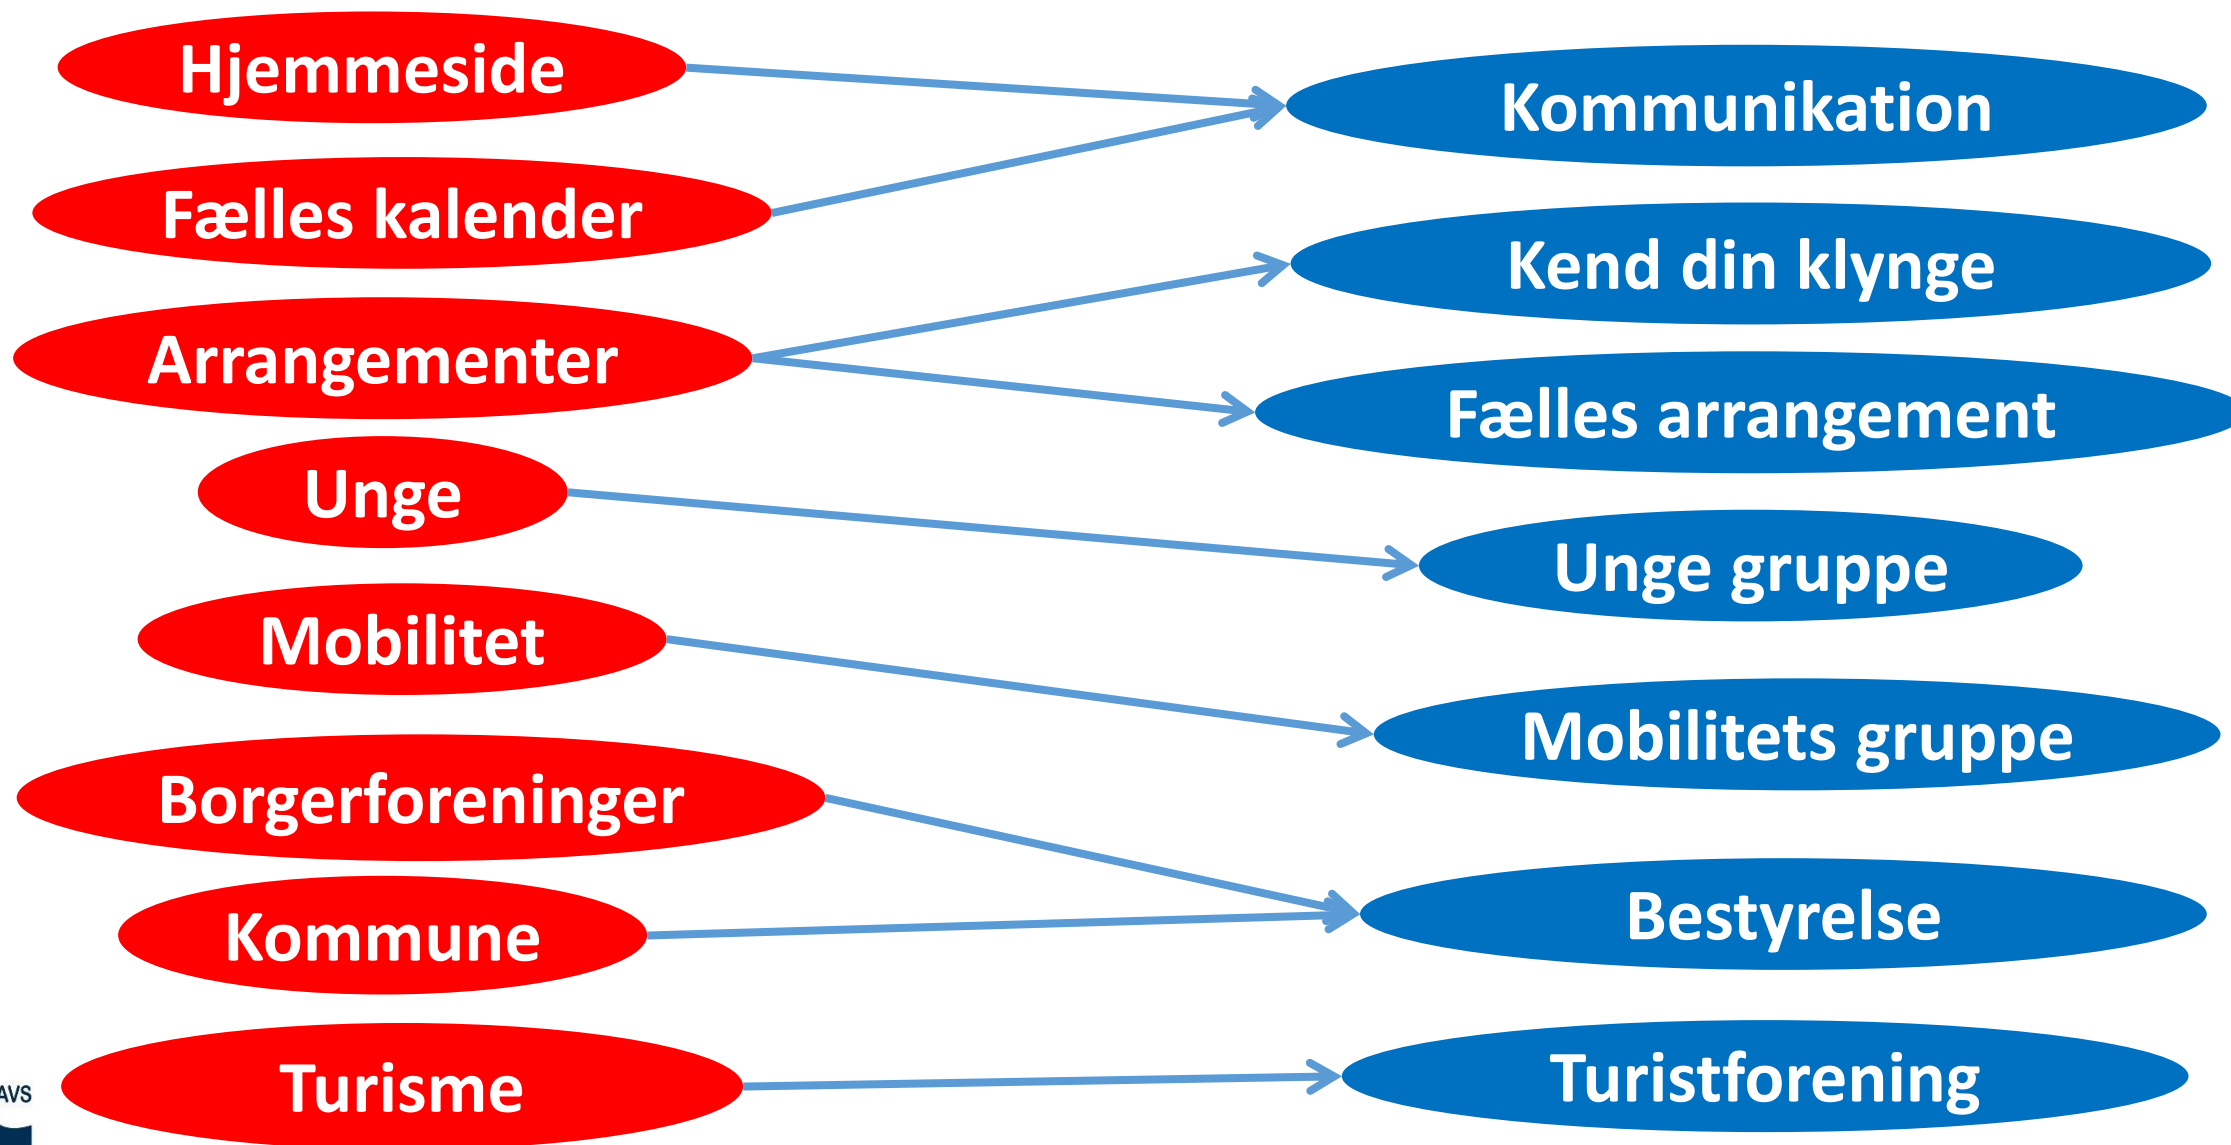 Hjemmeside
Kommunikation
Fælles kalender
Kend din klynge
Arrangementer
Fælles arrangement
Unge
Unge gruppe
Mobilitet
Mobilitets gruppe
Borgerforeninger
Bestyrelse
Kommune
Turisme
Turistforening
AVS